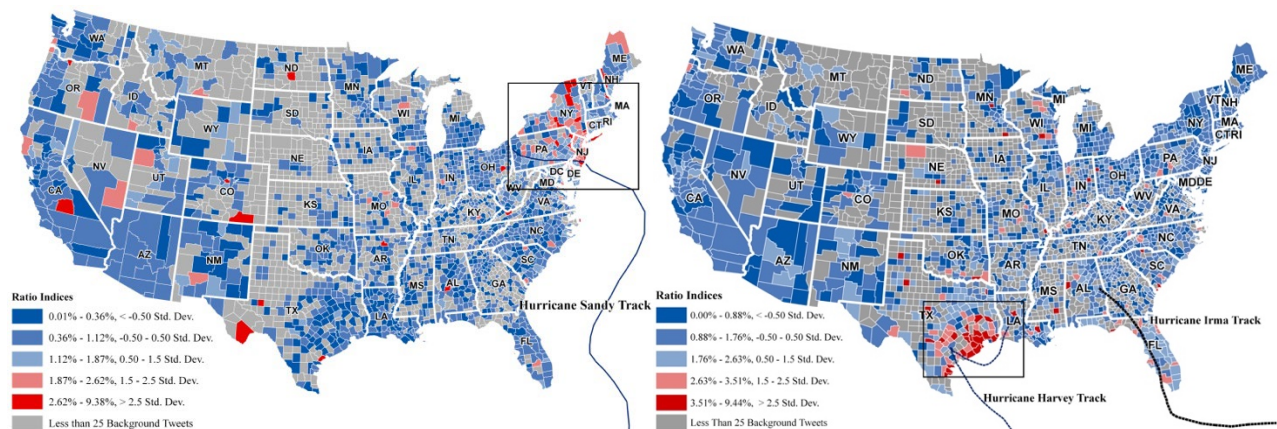 WA
MT
ND
MN
ME
OR
ID
SD
WI
VT
NH
NY
MA
WY
MI
CT
RI
NV
NE
IA
PA
NJ
UT
CO
IL
IN
OH
DC
DE
MD
CA
KS
MO
WV
VA
KY
AZ
NM
OK
AR
TN
NC
SC
MS
AL
GA
TX
LA
FL
Hurricane Sandy Track
Ratio Indices
0.01% - 0.36%, < -0.50 Std. Dev.
0.36% - 1.12%, -0.50 - 0.50 Std. Dev.
1.12% - 1.87%, 0.50 - 1.5 Std. Dev.
1.87% - 2.62%, 1.5 - 2.5 Std. Dev.
2.62% - 9.38%, > 2.5 Std. Dev.
Less than 25 Background Tweets
WA
MT
ND
MN
MI
ME
OR
ID
SD
WI
VT
NH
NY
MA
WY
MI
CT
RI
NV
NE
IA
PA
NJ
UT
CO
IL
IN
OH
MD
DE
CA
KS
MO
WV
VA
KY
AZ
NM
OK
AR
TN
NC
SC
MS
AL
GA
TX
LA
FL
Hurricane Irma Track
Hurricane Harvey Track
Ratio Indices
0.00% - 0.88%, < -0.50 Std. Dev.
0.88% - 1.76%, -0.50 - 0.50 Std. Dev.
1.76% - 2.63%, 0.50 - 1.5 Std. Dev.
2.63% - 3.51%, 1.5 - 2.5 Std. Dev.
3.51% - 9.44%, > 2.5 Std. Dev.
Less Than 25 Background Tweets